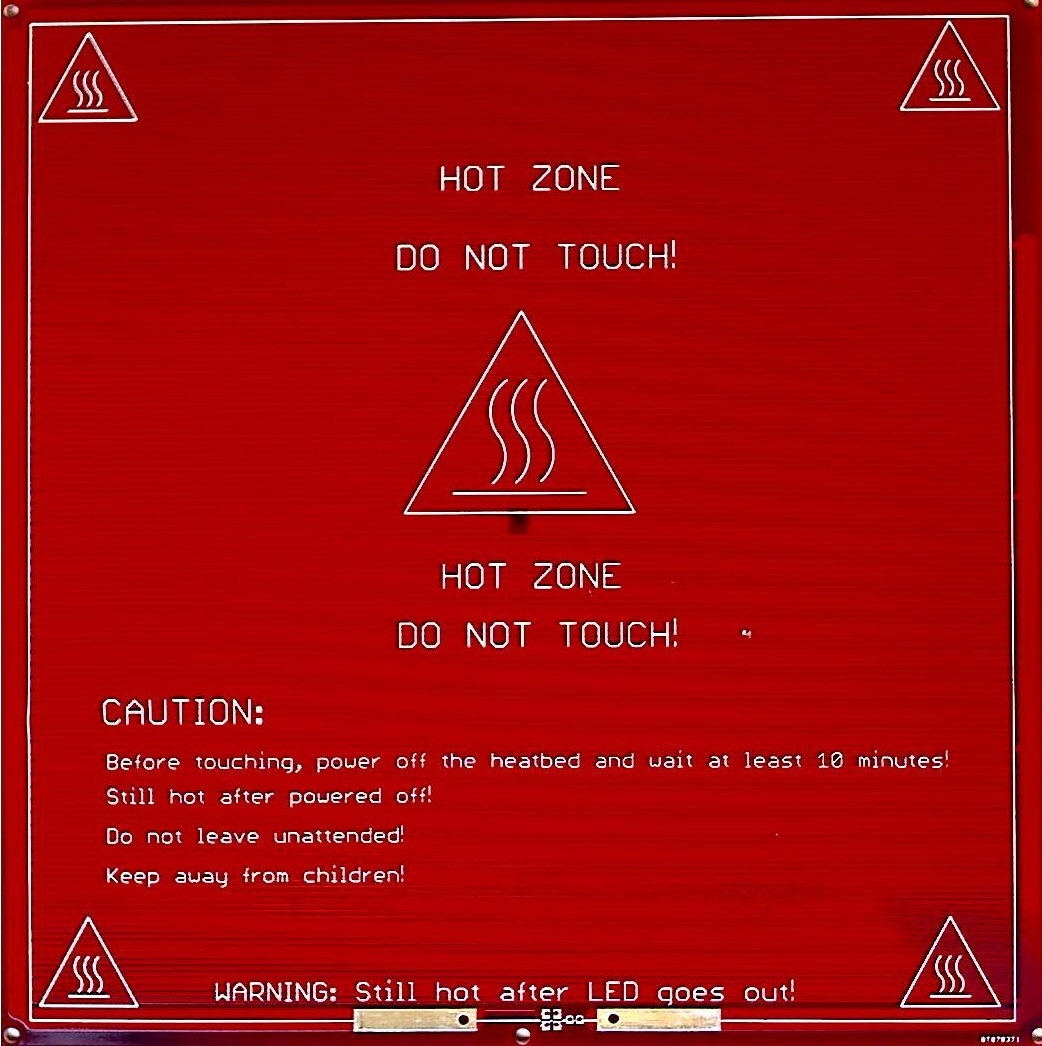 HOT ZONE
DO NOT TOUCH!
HOT ZONE
DO NOT TOUCH!
CAUTION:
Before touching, power off the heatbed and wait at least 10 minutes!
Still hot after powered off!
Do not leave unattended!
Keep away from children!
WARNING: Still hot after LED goes out!